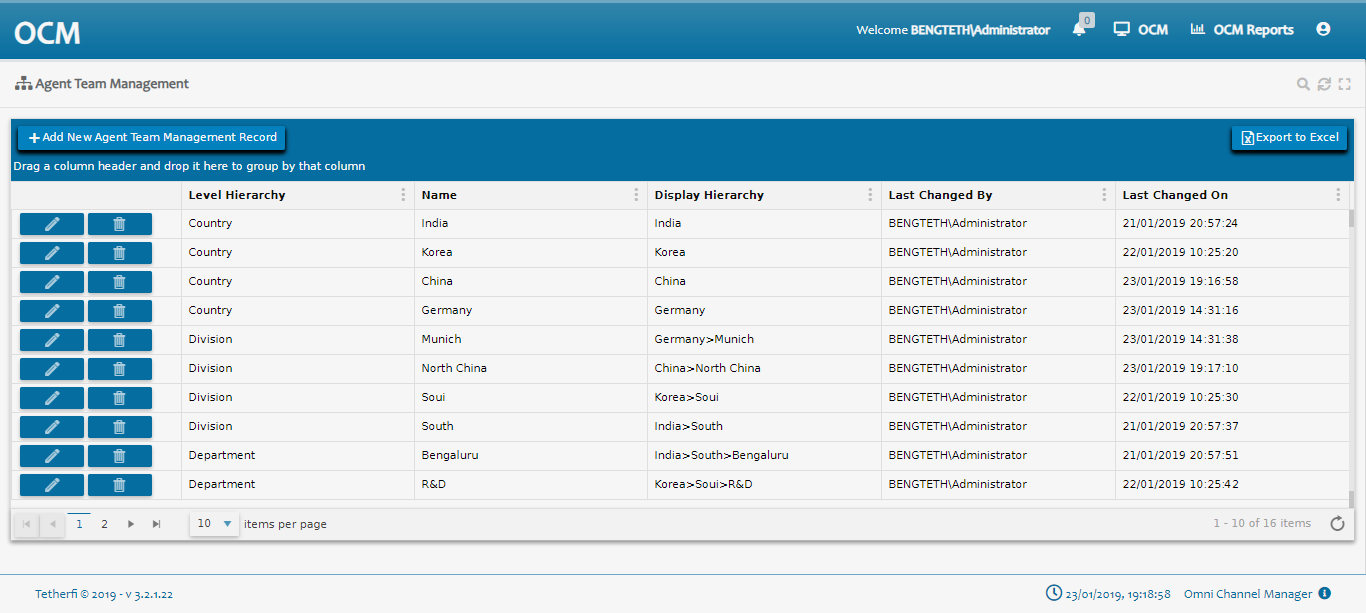 OCM
Welcome BENGTETH\Administrator 0 OCM OCM Reports
Agent Team Management
Add New Agent Team Management Record Export to Excel
Drag a column header and drop it here to group by that column
Level Hierarchy Name Display Hierarchy Last Changed By Last Changed On
Country India India BENGTETH\Administrator 21/01/2019 20:57:24
Country Korea Korea BENGTETH\Administrator 22/01/2019 10:25:20
Country China China BENGTETH\Administrator 23/01/2019 19:16:58
Country Germany Germany BENGTETH\Administrator 23/01/2019 14:31:16
Division Munich Germany>Munich BENGTETH\Administrator 23/01/2019 14:31:38
Division North China China>North China BENGTETH\Administrator 23/01/2019 19:17:10
Division Soui Korea>Soui BENGTETH\Administrator 22/01/2019 10:25:30
Division South India>South BENGTETH\Administrator 21/01/2019 20:57:37
Department Bengaluru India>South>Bengaluru BENGTETH\Administrator 21/01/2019 20:57:51
Department R&D Korea>Soui>R&D BENGTETH\Administrator 22/01/2019 10:25:42
1 2 10 items per page 1 - 10 of 16 items
Tetherfi © 2019 - v 3.2.1.22 23/01/2019, 19:18:58 Omni Channel Manager